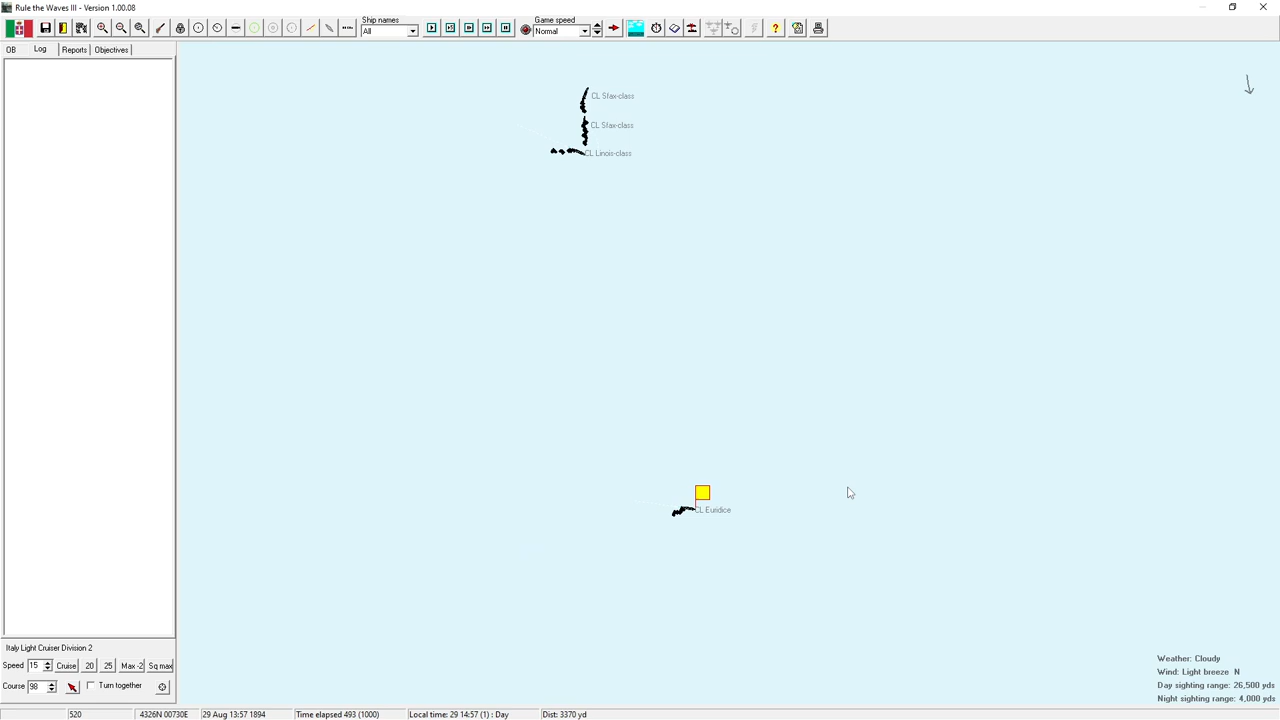 Rule the Waves III - Version 1.00.08
Ship names
All
Game speed
Normal
OB
Log
Reports
Objectives
CL Sfax-class
CL Sfax-class
CL Linois-class
CL Euridice
Italy Light Cruiser Division 2
Speed 15 Cruise 20 25 Max -2 Sq max
Course 98 Turn together
Weather: Cloudy
Wind: Light breeze N
Day sighting range: 26,500 yds
Night sighting range: 4,000 yds
520 4326N 00730E 29 Aug 13:57 1894 Time elapsed 493 (1000) Local time: 29 14:57 (1) : Day Dist: 3370 yd